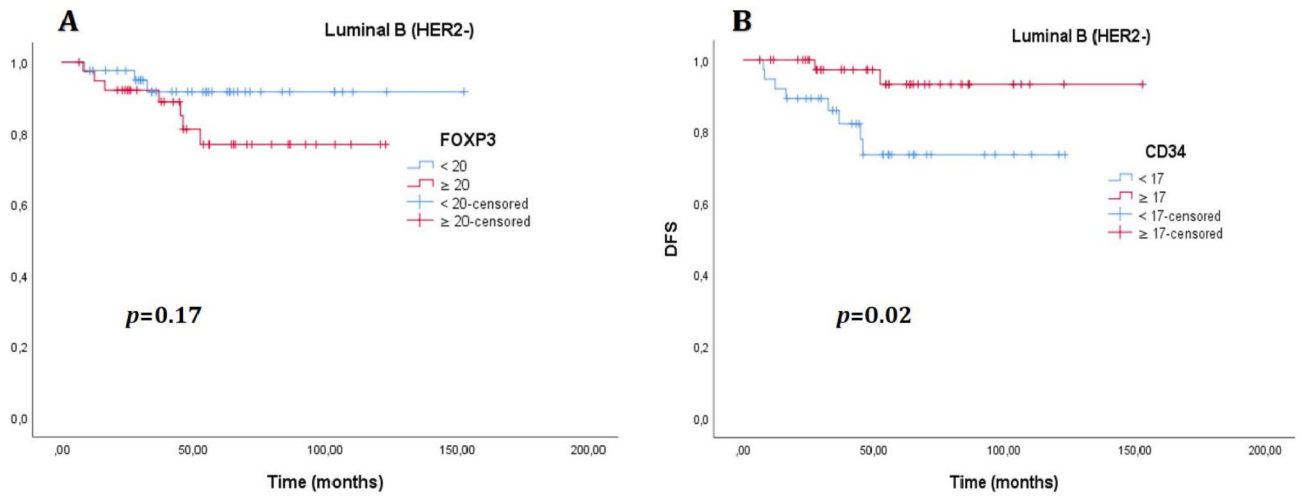 A
Luminal B (HER2-)
1,0
0,8
0,6
0,4
0,2
0,0
FOXP3
< 20
≥ 20
< 20-censored
≥ 20-censored
p=0.17
,00
50,00
100,00
150,00
200,00
Time (months)
B
Luminal B (HER2-)
DFS
1,0
0,8
0,6
0,4
0,2
0,0
CD34
< 17
≥ 17
< 17-censored
≥ 17-censored
p=0.02
,00
50,00
100,00
150,00
200,00
Time (months)